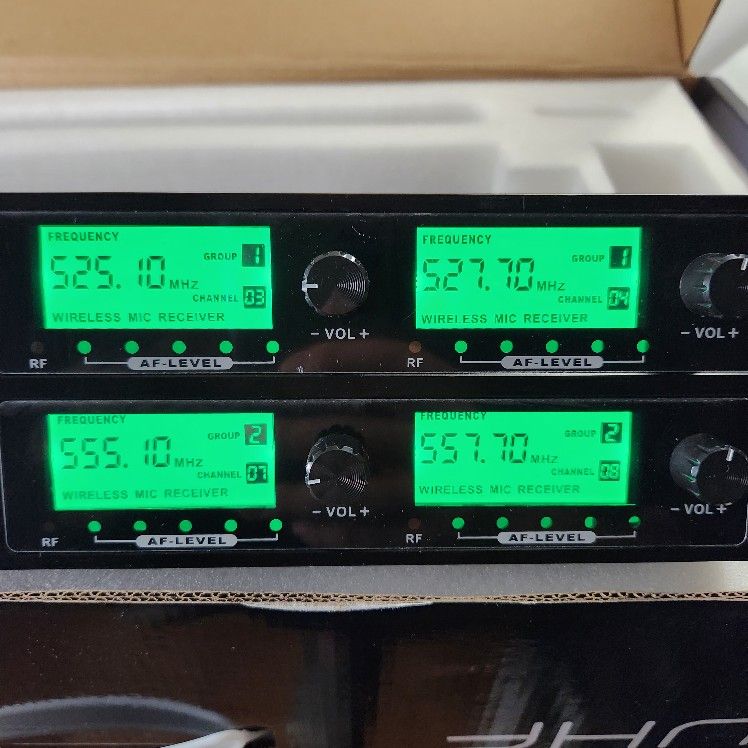 FREQUENCY
GROUP 1
525.10 MHz
CHANNEL 03
WIRELESS MIC RECEIVER
RF
AF-LEVEL
- VOL +
FREQUENCY
GROUP 1
527.70 MHz
CHANNEL 04
WIRELESS MIC RECEIVER
RF
AF-LEVEL
- VOL +
FREQUENCY
GROUP 2
555.10 MHz
CHANNEL 07
WIRELESS MIC RECEIVER
RF
AF-LEVEL
- VOL +
FREQUENCY
GROUP 2
557.70 MHz
CHANNEL 08
WIRELESS MIC RECEIVER
RF
AF-LEVEL
- VOL +